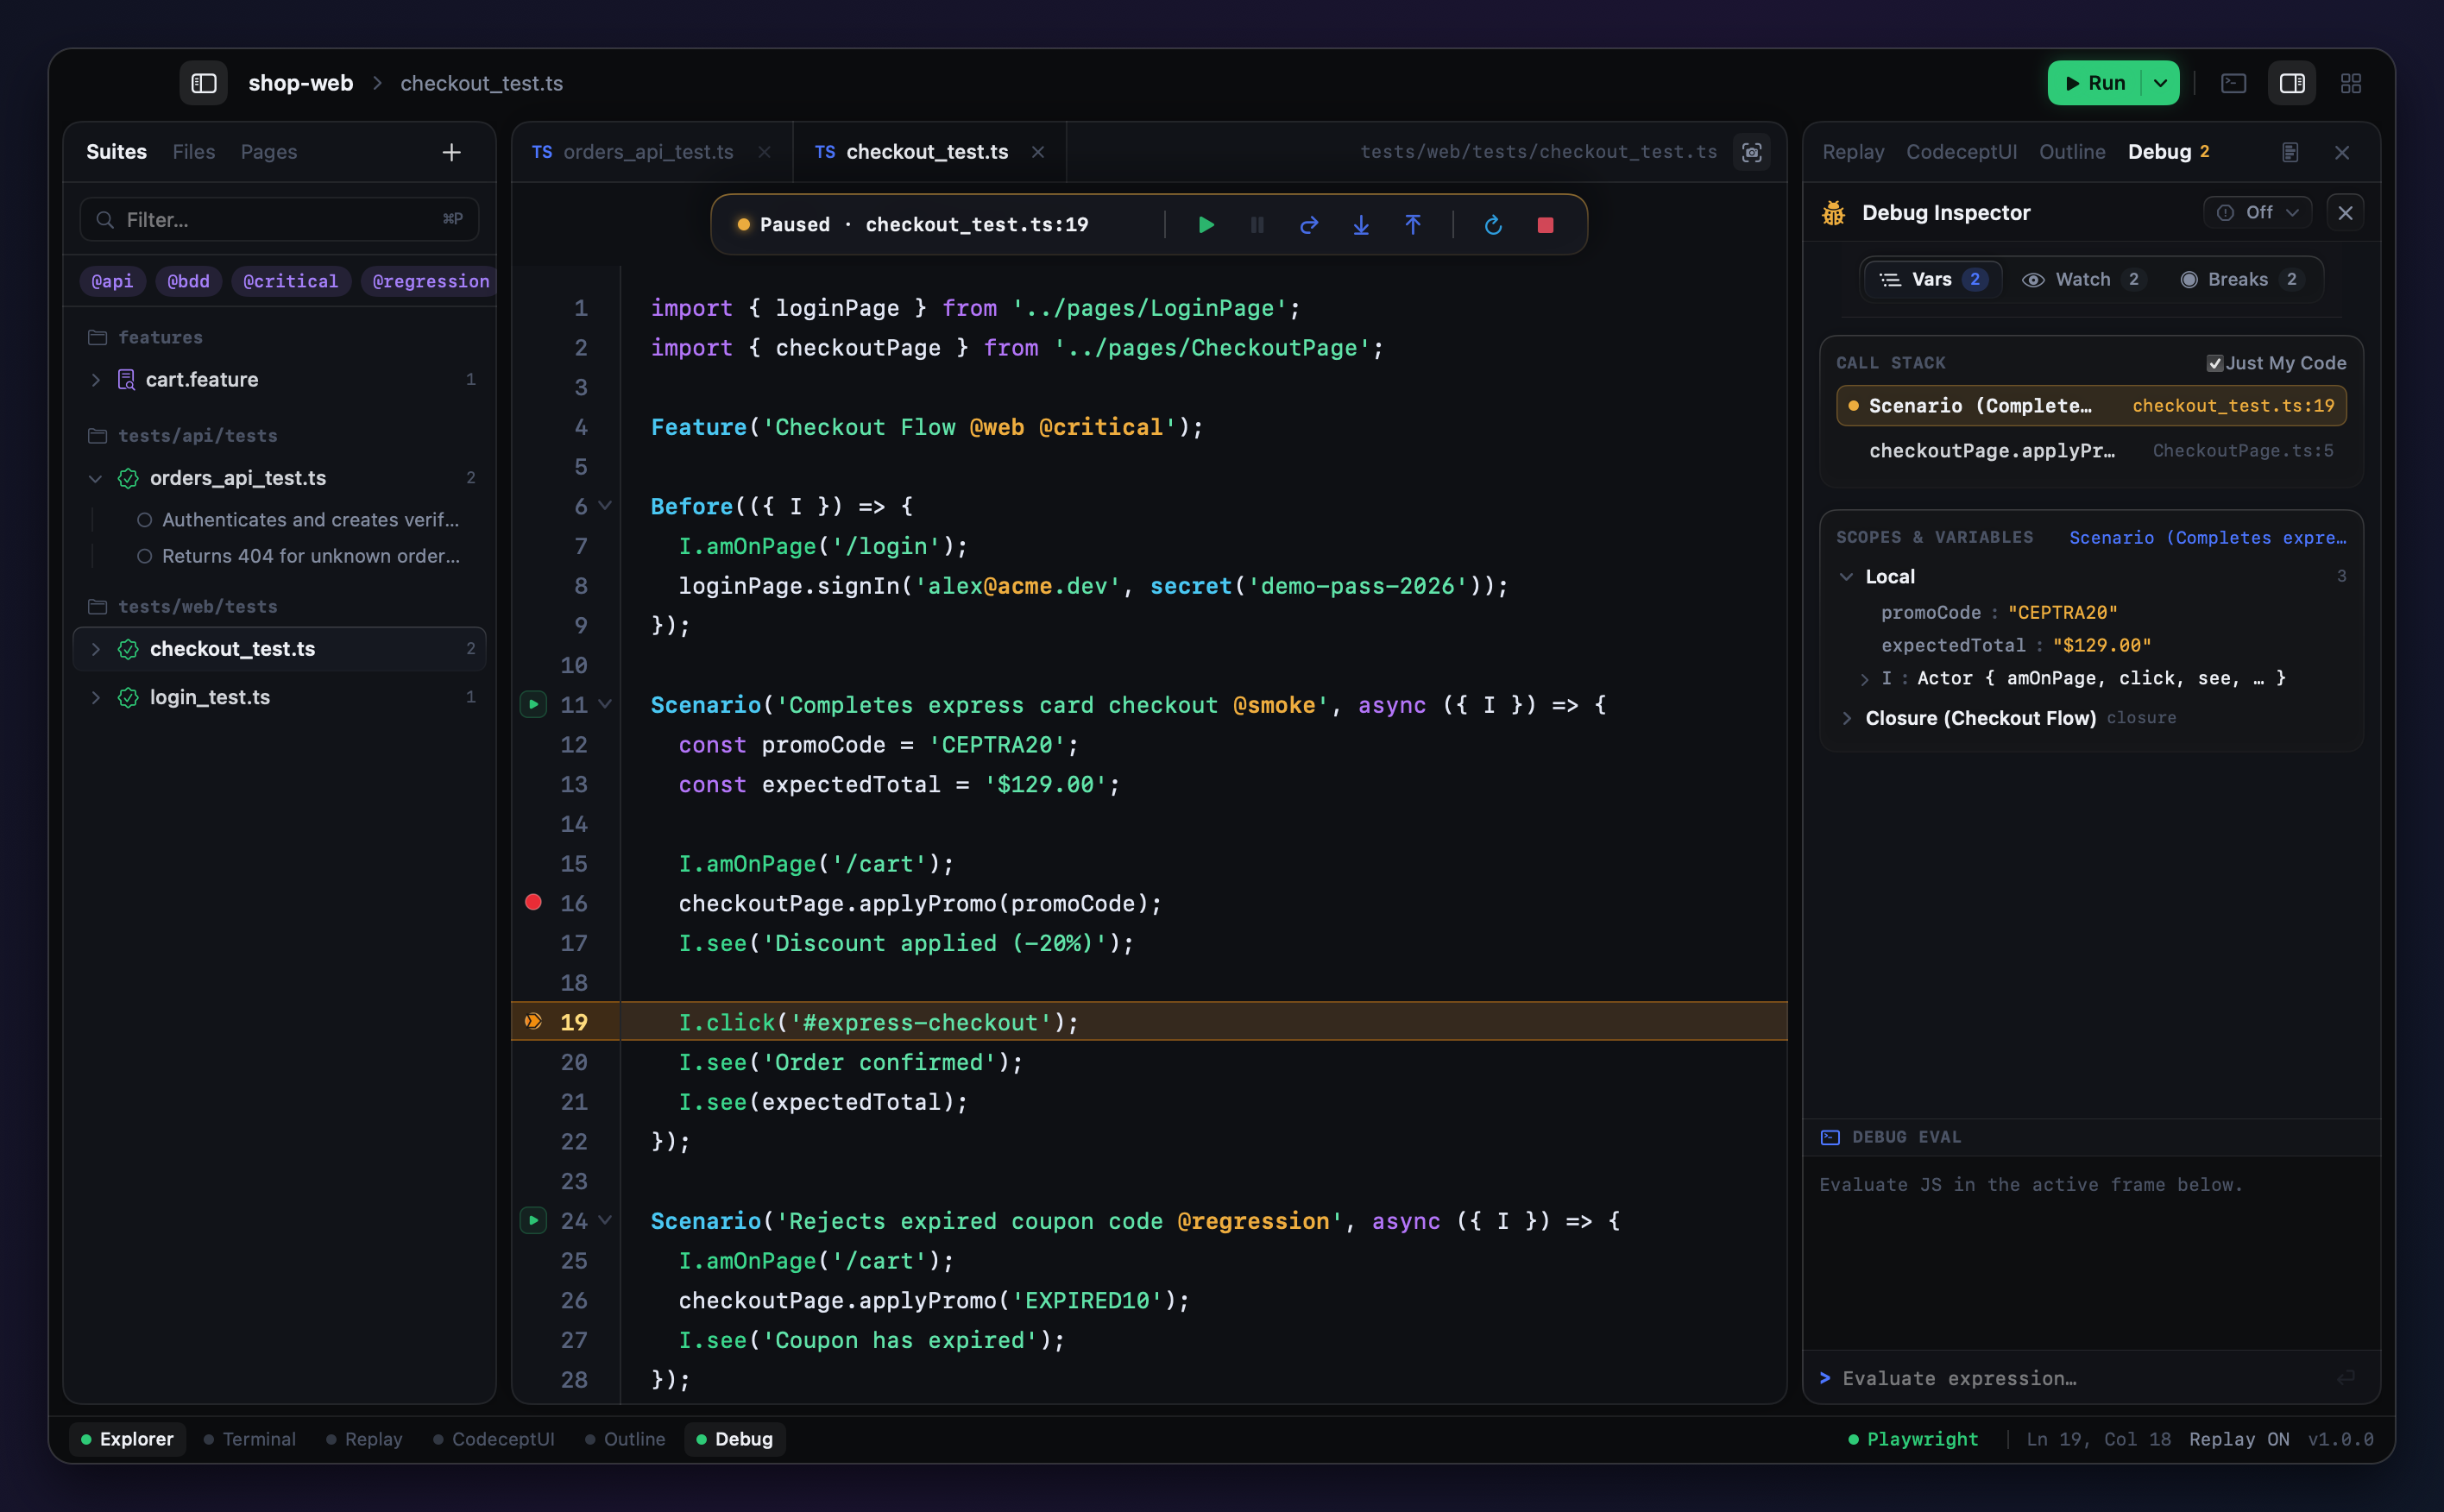 shop-web > checkout_test.ts
Run
Suites Files Pages +
Filter... ⌘P
@api @bdd @critical @regression
features
cart.feature 1
tests/api/tests
orders_api_test.ts 2
Authenticates and creates verif...
Returns 404 for unknown order...
tests/web/tests
checkout_test.ts 2
login_test.ts 1
TS orders_api_test.ts ×
TS checkout_test.ts ×
tests/web/tests/checkout_test.ts
Paused · checkout_test.ts:19
1 import { loginPage } from '../pages/LoginPage';
2 import { checkoutPage } from '../pages/CheckoutPage';
3
4 Feature('Checkout Flow @web @critical');
5
6 Before(({ I }) => {
7 I.amOnPage('/login');
8 loginPage.signIn('alex@acme.dev', secret('demo-pass-2026'));
9 });
10
11 Scenario('Completes express card checkout @smoke', async ({ I }) => {
12 const promoCode = 'CEPTRA20';
13 const expectedTotal = '$129.00';
14
15 I.amOnPage('/cart');
16 checkoutPage.applyPromo(promoCode);
17 I.see('Discount applied (-20%)');
18
19 I.click('#express-checkout');
20 I.see('Order confirmed');
21 I.see(expectedTotal);
22 });
23
24 Scenario('Rejects expired coupon code @regression', async ({ I }) => {
25 I.amOnPage('/cart');
26 checkoutPage.applyPromo('EXPIRED10');
27 I.see('Coupon has expired');
28 });
Replay CodeceptUI Outline Debug 2
Debug Inspector Off
Vars 2 Watch 2 Breaks 2
CALL STACK Just My Code
Scenario (Complete… checkout_test.ts:19
checkoutPage.applyPr… CheckoutPage.ts:5
SCOPES & VARIABLES Scenario (Completes expre…
Local 3
promoCode : "CEPTRA20"
expectedTotal : "$129.00"
I : Actor { amOnPage, click, see, … }
Closure (Checkout Flow) closure
DEBUG EVAL
Evaluate JS in the active frame below.
> Evaluate expression…
Explorer Terminal Replay CodeceptUI Outline Debug
Playwright | Ln 19, Col 18 Replay ON v1.0.0